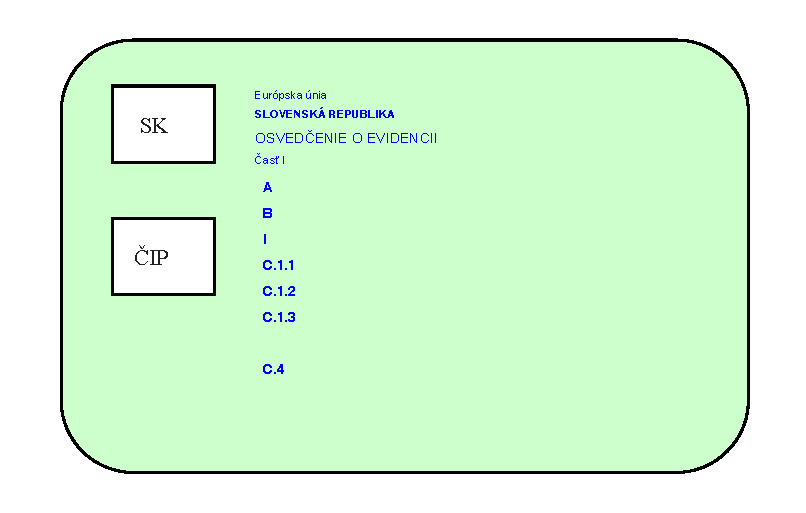 SK
ČIP
Európska únia
SLOVENSKÁ REPUBLIKA
OSVEDČENIE O EVIDENCII
Časť I
A
B
I
C.1.1
C.1.2
C.1.3
C.4